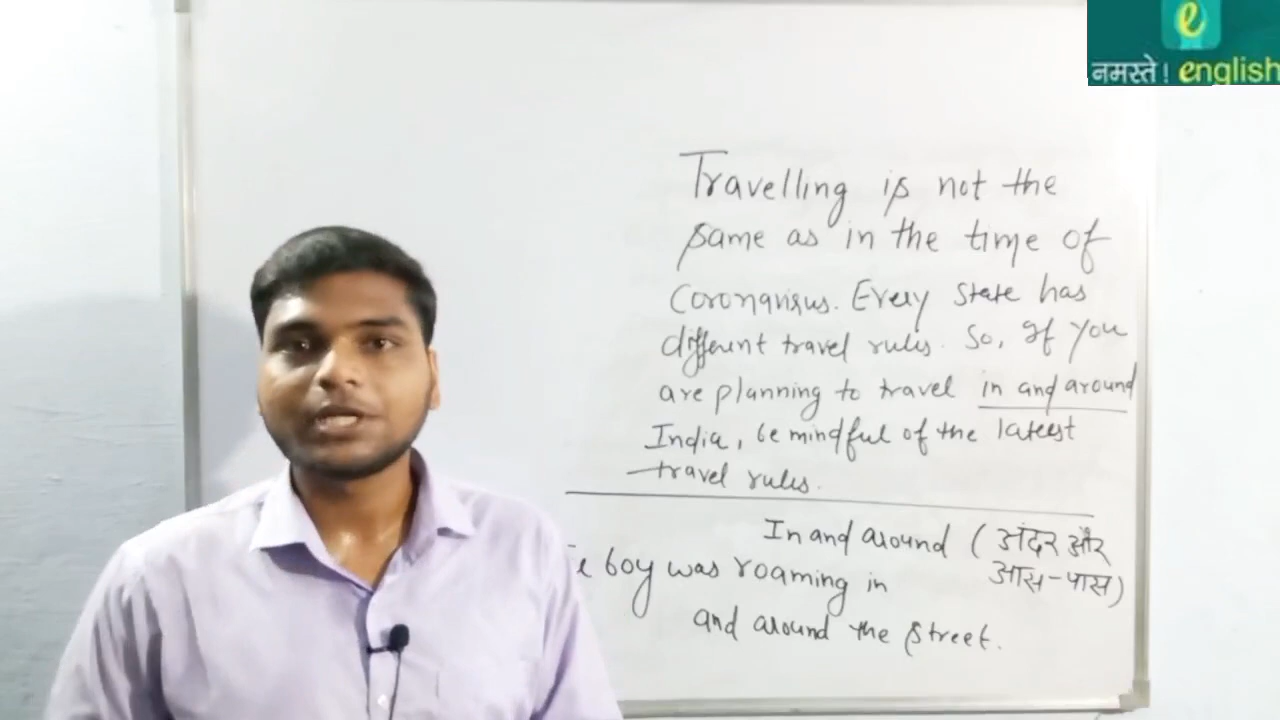 e
नमस्ते! english
Travelling is not the
same as in the time of
Coronavirus. Every state has
different travel rules. So, If you
are planning to travel in and around
India, be mindful of the latest
travel rules.
In and around (अंदर और
आस-पास)
boy was roaming in
and around the street.